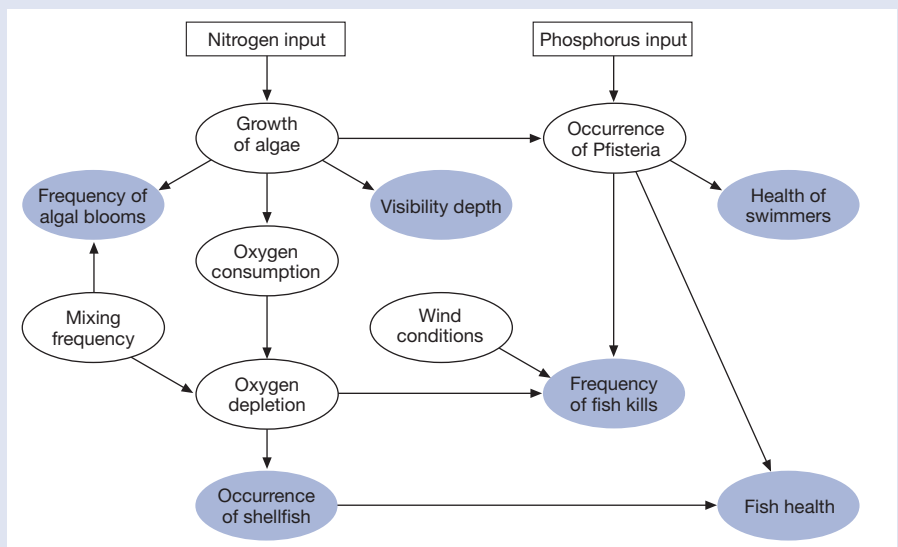 Nitrogen input
Phosphorus input
Growth
of algae
Occurrence
of Pfisteria
Frequency of
algal blooms
Visibility depth
Health of
swimmers
Oxygen
consumption
Mixing
frequency
Wind
conditions
Oxygen
depletion
Frequency
of fish kills
Occurrence
of shellfish
Fish health